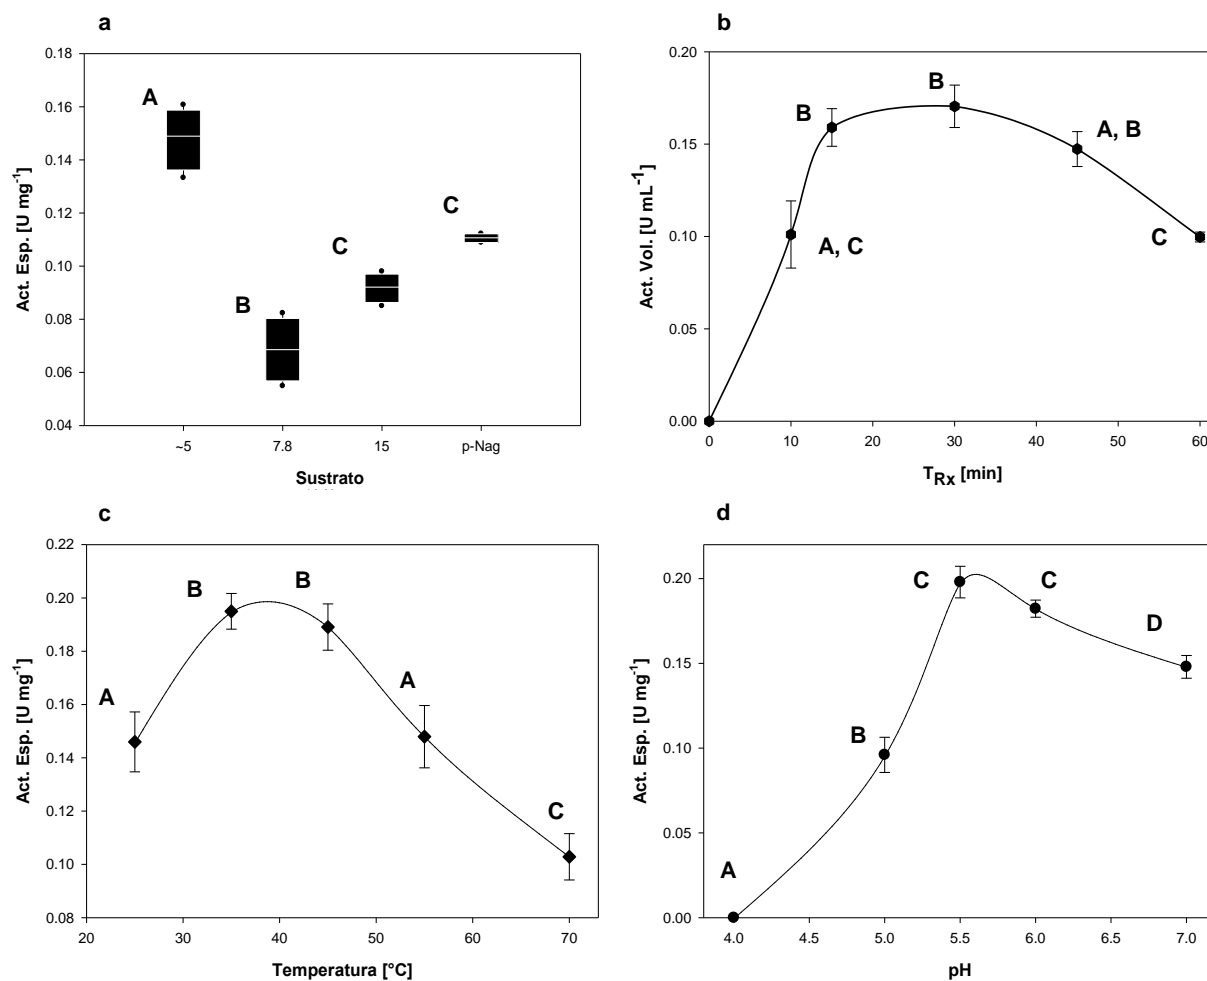 a
Act. Esp. [U mg-1]
0.18
0.16
0.14
0.12
0.10
0.08
0.06
0.04
A
B
C
C
~5 7.8 15 p-Nag
Sustrato
b
Act. Vol. [U mL-1]
0.20
0.15
0.10
0.05
0.00
B
B
A, B
A, C
C
0 10 20 30 40 50 60
TRx [min]
c
Act. Esp. [U mg-1]
0.22
0.20
0.18
0.16
0.14
0.12
0.10
0.08
A
B
B
A
C
20 30 40 50 60 70
Temperatura [°C]
d
Act. Esp. [U mg-1]
0.20
0.15
0.10
0.05
0.00
A
B
C
C
D
4.0 4.5 5.0 5.5 6.0 6.5 7.0
pH